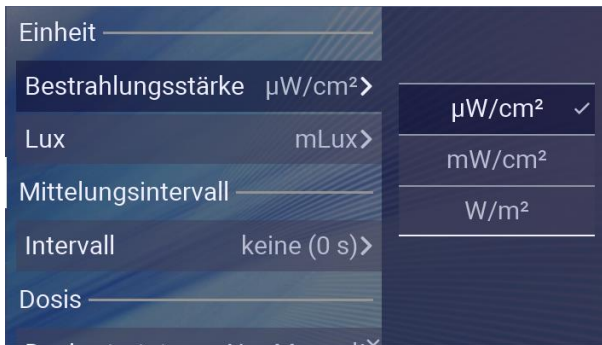 Einheit
Bestrahlungsstärke µW/cm²
Lux mLux
Mittelungsintervall
Intervall keine (0 s)
Dosis
µW/cm²
mW/cm²
W/m²